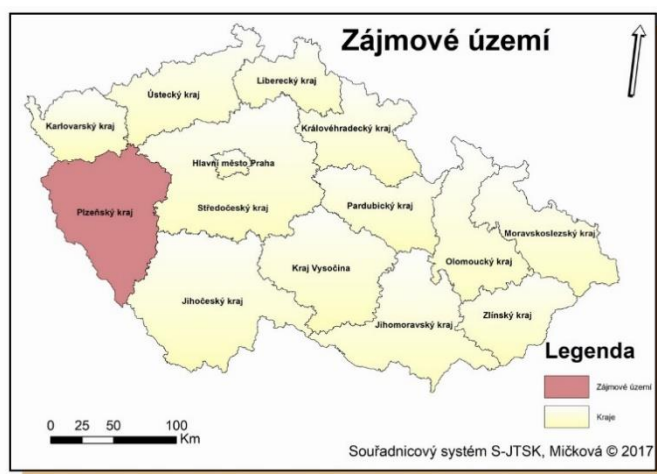 Zájmové území
Liberecký kraj
Ústecký kraj
Karlovarský kraj
Královéhradecký kraj
Hlavní město Praha
Plzeňský kraj
Středočeský kraj
Pardubický kraj
Moravskoslezský kraj
Olomoucký kraj
Kraj Vysočina
Jihočeský kraj
Jihomoravský kraj
Zlínský kraj
Legenda
Zájmové území
Kraje
0 25 50 100
Km
Souřadnicový systém S-JTSK, Mičková © 2017